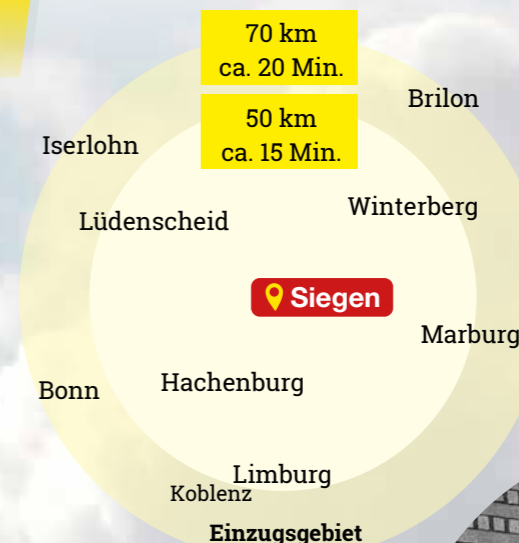 70 km
ca. 20 Min.
Brilon
50 km
ca. 15 Min.
Iserlohn
Winterberg
Lüdenscheid
Siegen
Marburg
Hachenburg
Bonn
Limburg
Koblenz
Einzugsgebiet